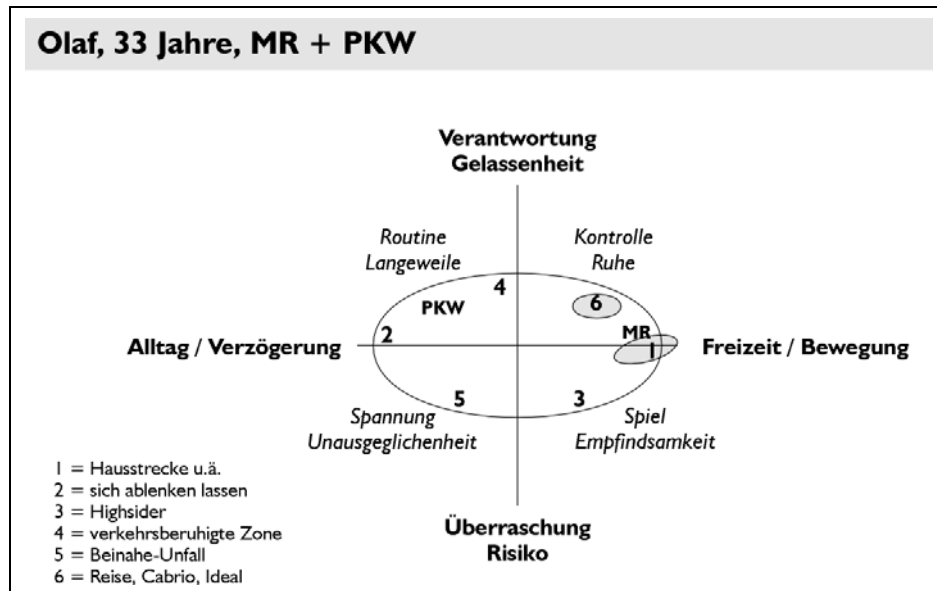 Olaf, 33 Jahre, MR + PKW
Verantwortung
Gelassenheit
Routine
Langeweile
Kontrolle
Ruhe
4
6
PKW
MR
Alltag / Verzögerung
2
1
Freizeit / Bewegung
5
3
Spannung
Unausgeglichenheit
Spiel
Empfindsamkeit
1 = Hausstrecke u.ä.
2 = sich ablenken lassen
3 = Highsider
4 = verkehrsberuhigte Zone
5 = Beinahe-Unfall
6 = Reise, Cabrio, Ideal
Überraschung
Risiko